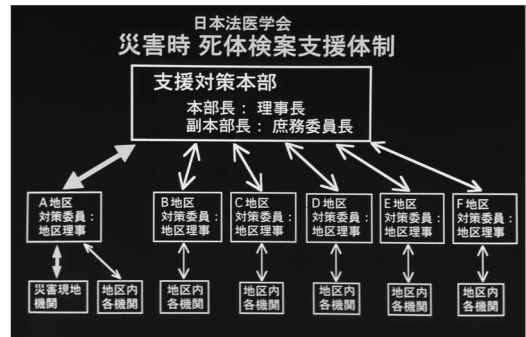 日本法医学会
災害時 死体検案支援体制
支援対策本部
本部長： 理事長
副本部長： 庶務委員長
A地区
対策委員：
地区理事
B地区
対策委員：
地区理事
C地区
対策委員：
地区理事
D地区
対策委員：
地区理事
E地区
対策委員：
地区理事
F地区
対策委員：
地区理事
災害現地
機関
地区内
各機関
地区内
各機関
地区内
各機関
地区内
各機関
地区内
各機関
地区内
各機関